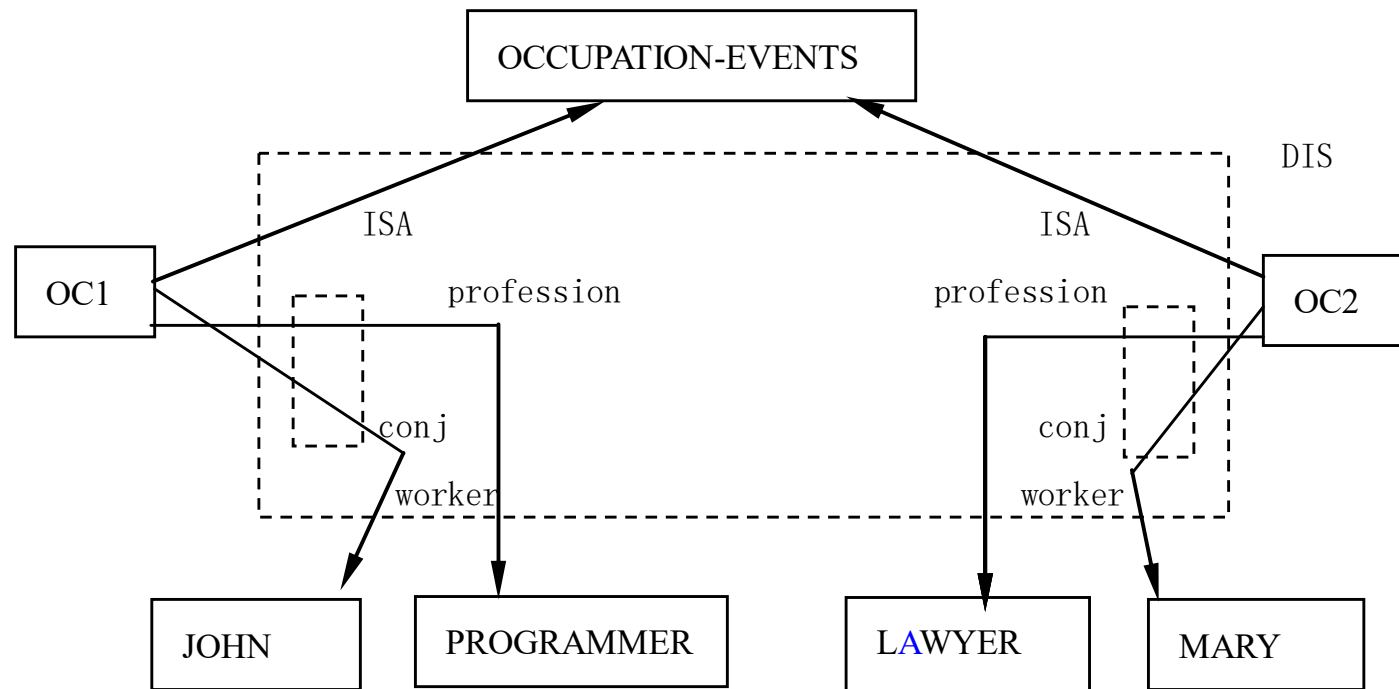 OCCUPATION-EVENTS
DIS
ISA
ISA
OC1
profession
profession
OC2
conj
conj
worker
worker
JOHN
PROGRAMMER
LAWYER
MARY